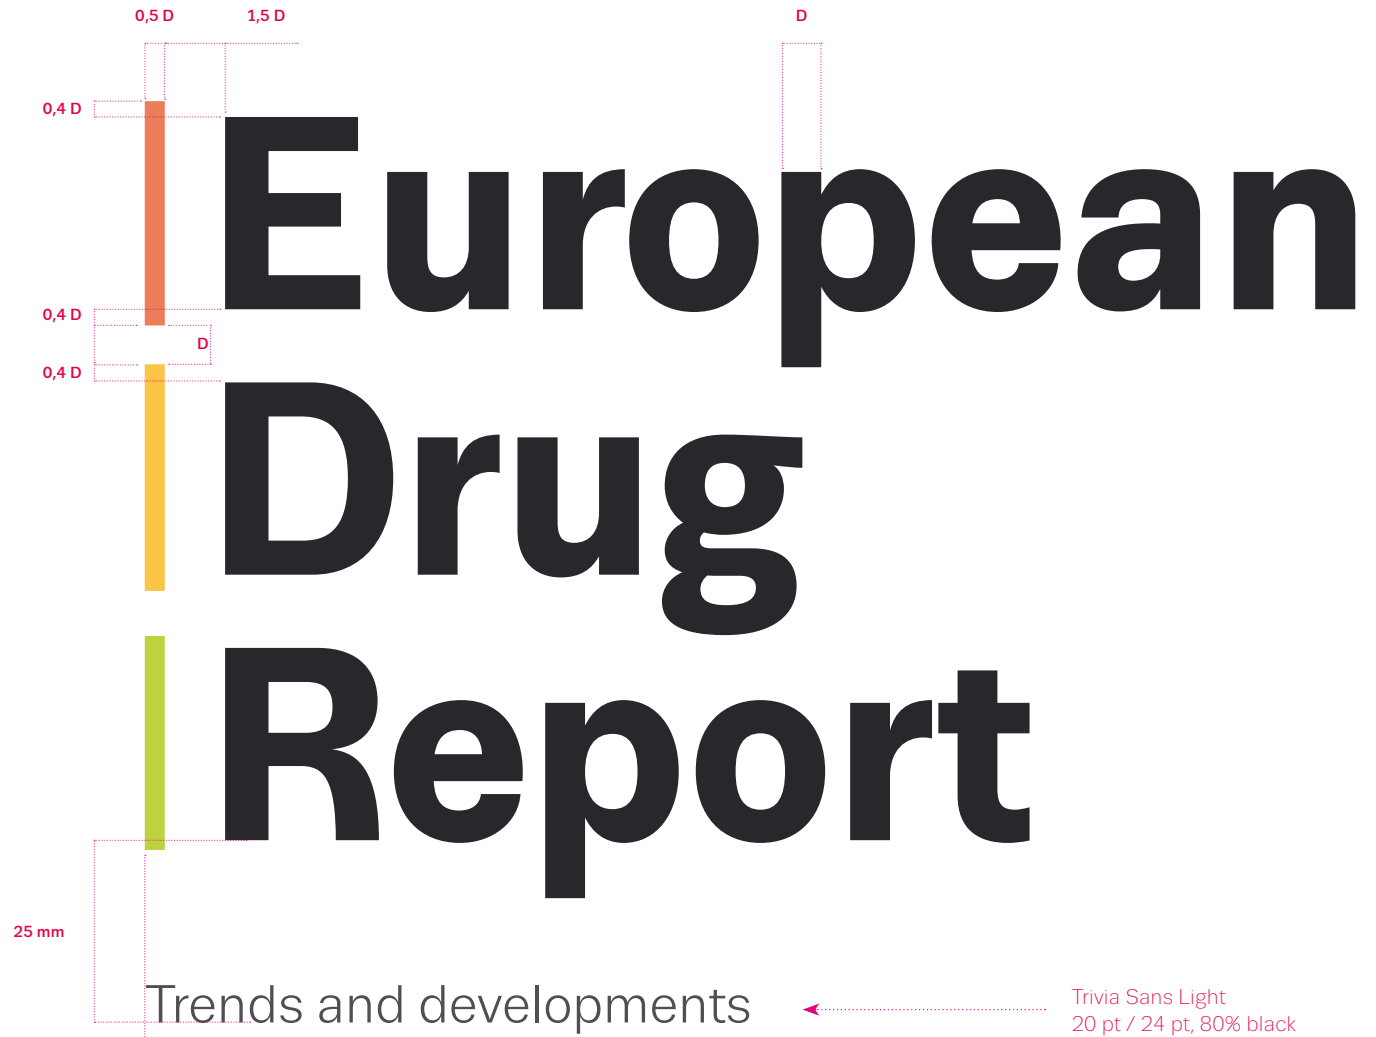 0,5 D 1,5 D D
0,4 D
European
0,4 D
D
0,4 D
Drug
Report
25 mm
Trends and developments
Trivia Sans Light
20 pt / 24 pt, 80% black